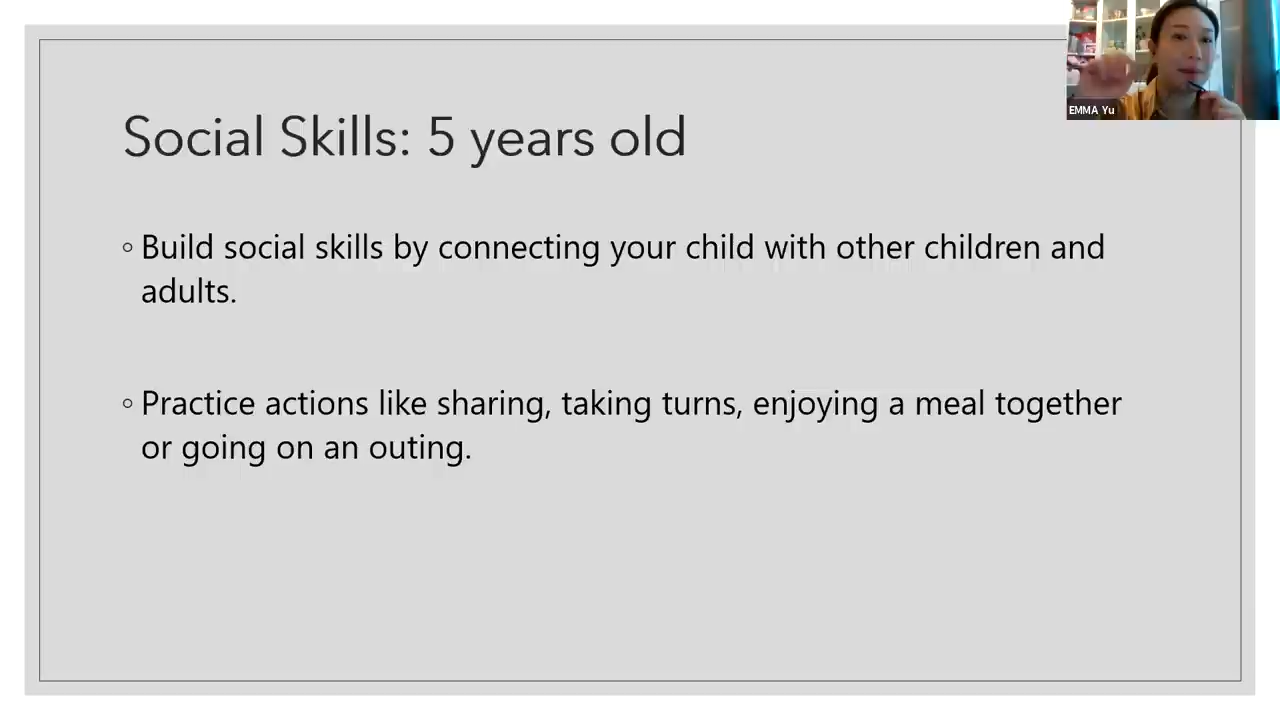 EMMA Yu
Social Skills: 5 years old
◦ Build social skills by connecting your child with other children and
adults.
◦ Practice actions like sharing, taking turns, enjoying a meal together
or going on an outing.